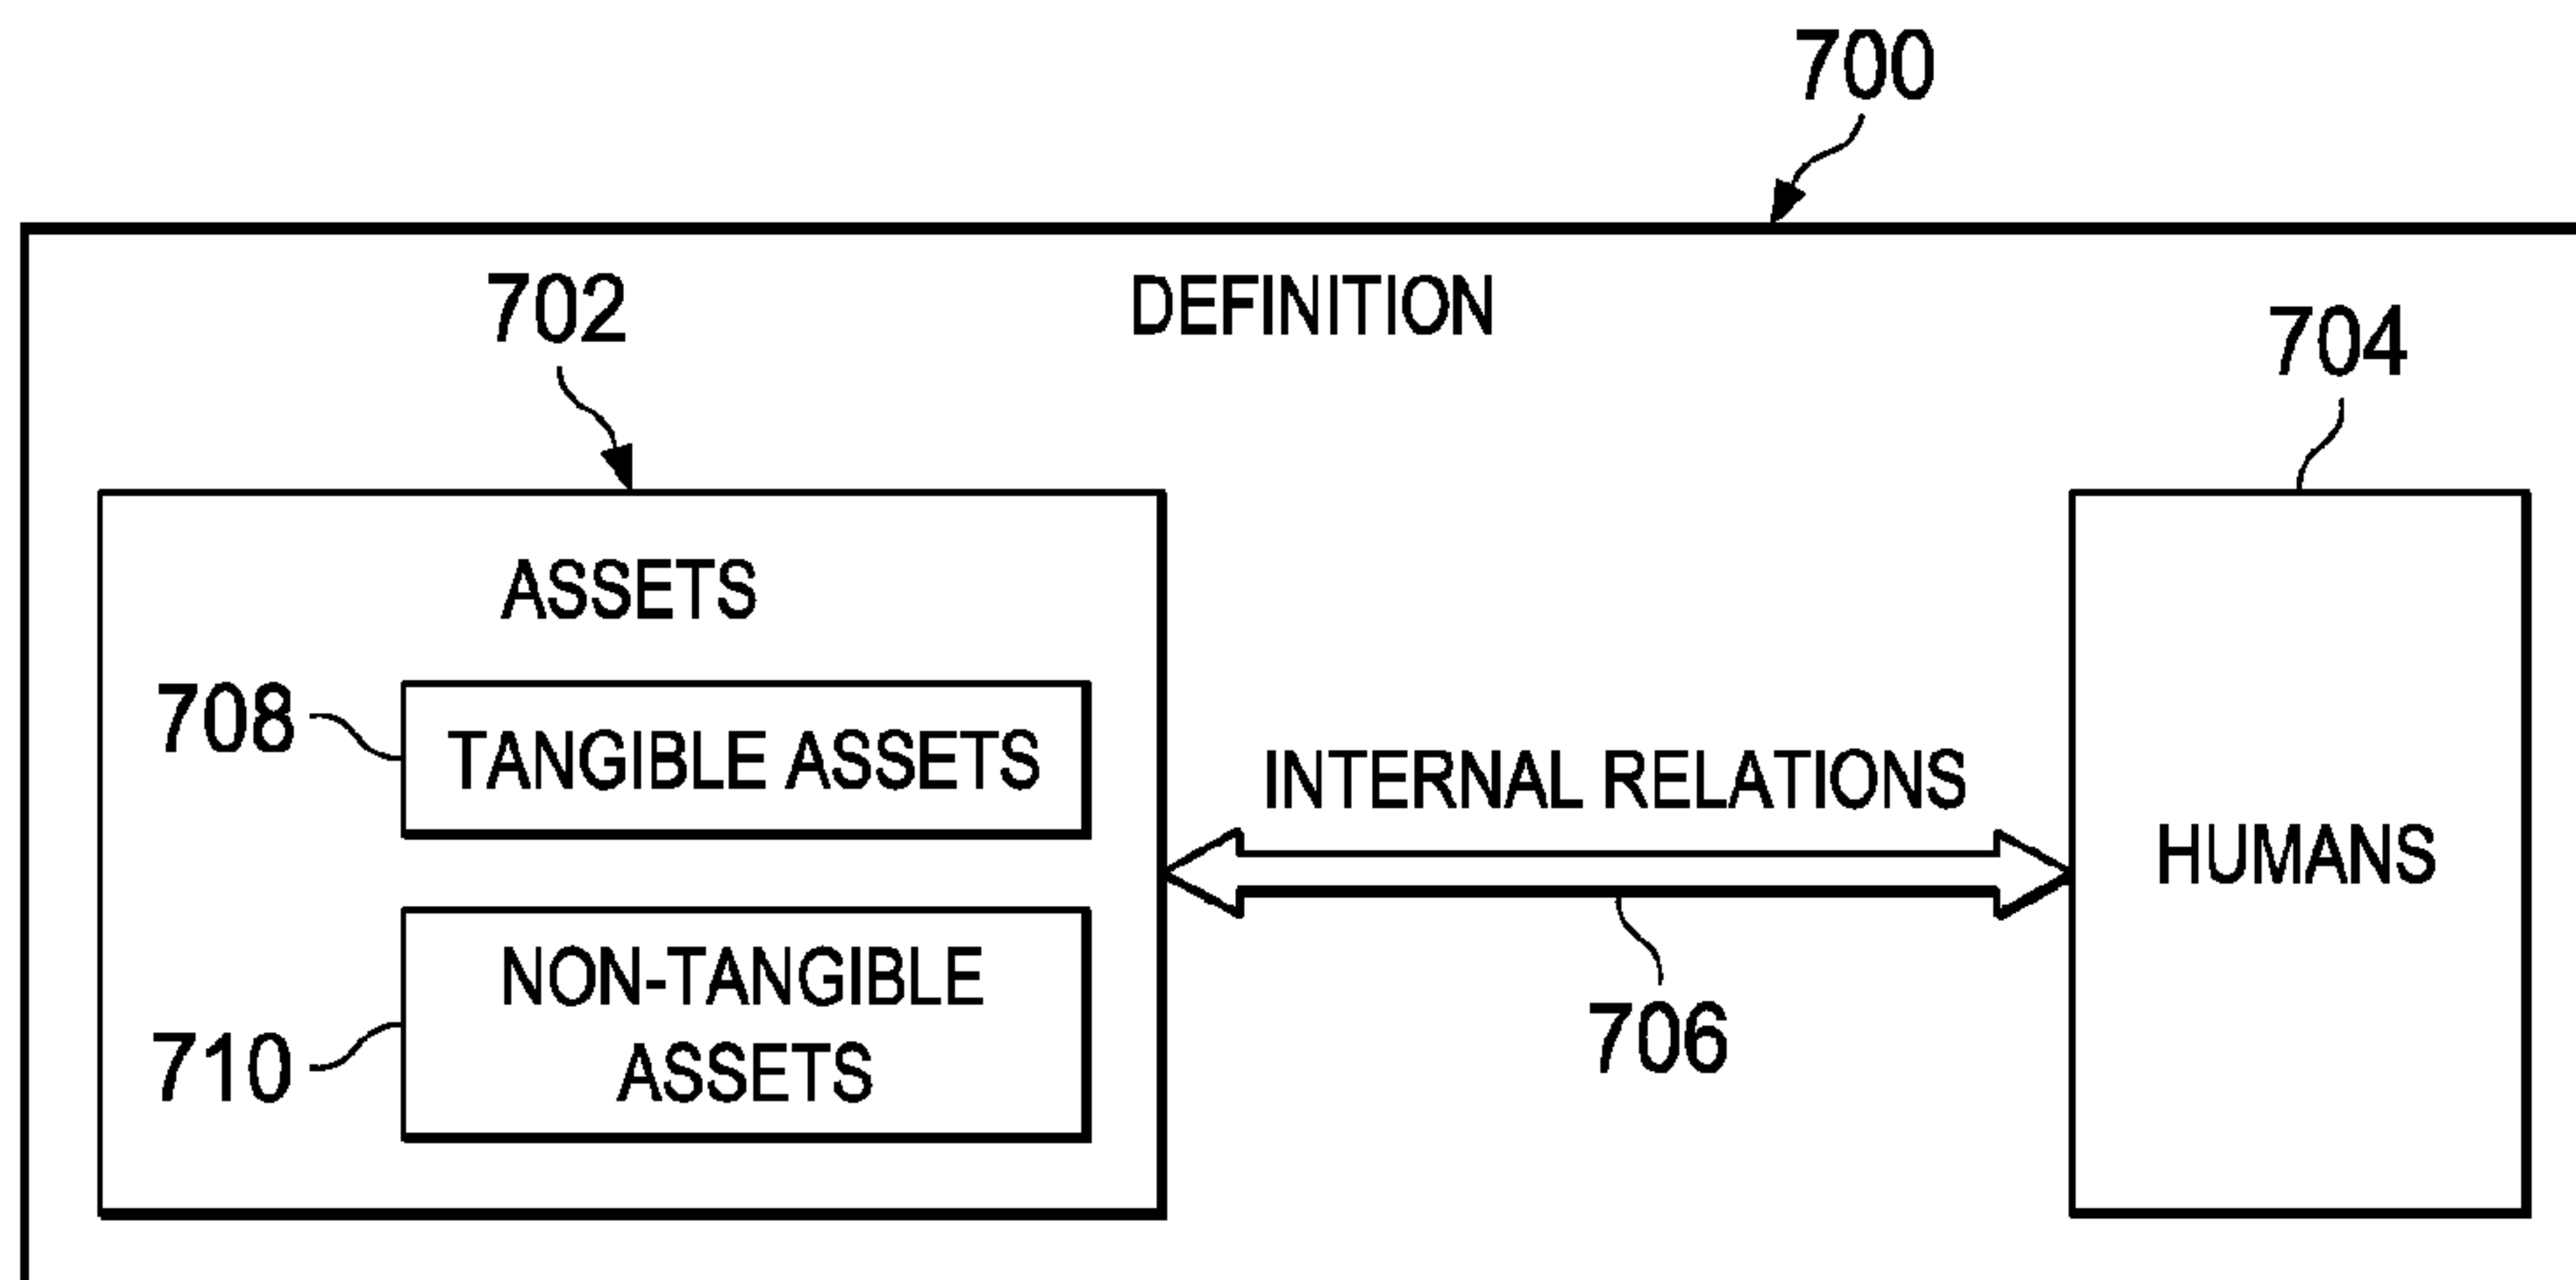 700
DEFINITION
702
704
ASSETS
708
TANGIBLE ASSETS
INTERNAL RELATIONS
HUMANS
NON-TANGIBLE
ASSETS
710
706